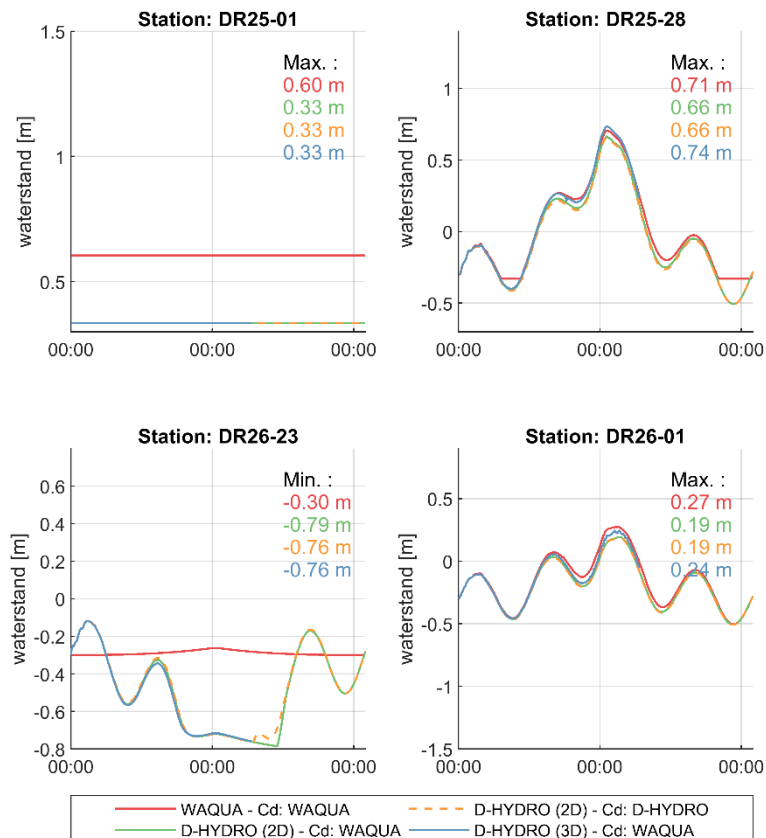 Station: DR25-01
1.5
1
0.5
waterstand [m]
Max. :
0.60 m
0.33 m
0.33 m
0.33 m
00:00 00:00 00:00
Station: DR25-28
1
0.5
0
-0.5
waterstand [m]
Max. :
0.71 m
0.66 m
0.66 m
0.74 m
00:00 00:00 00:00
Station: DR26-23
0.6
0.4
0.2
0
-0.2
-0.4
-0.6
-0.8
waterstand [m]
Min. :
-0.30 m
-0.79 m
-0.76 m
-0.76 m
00:00 00:00 00:00
Station: DR26-01
0.5
0
-0.5
-1
-1.5
waterstand [m]
Max. :
0.27 m
0.19 m
0.19 m
0.24 m
00:00 00:00 00:00
WAQUA - Cd: WAQUA D-HYDRO (2D) - Cd: D-HYDRO
D-HYDRO (2D) - Cd: WAQUA D-HYDRO (3D) - Cd: WAQUA